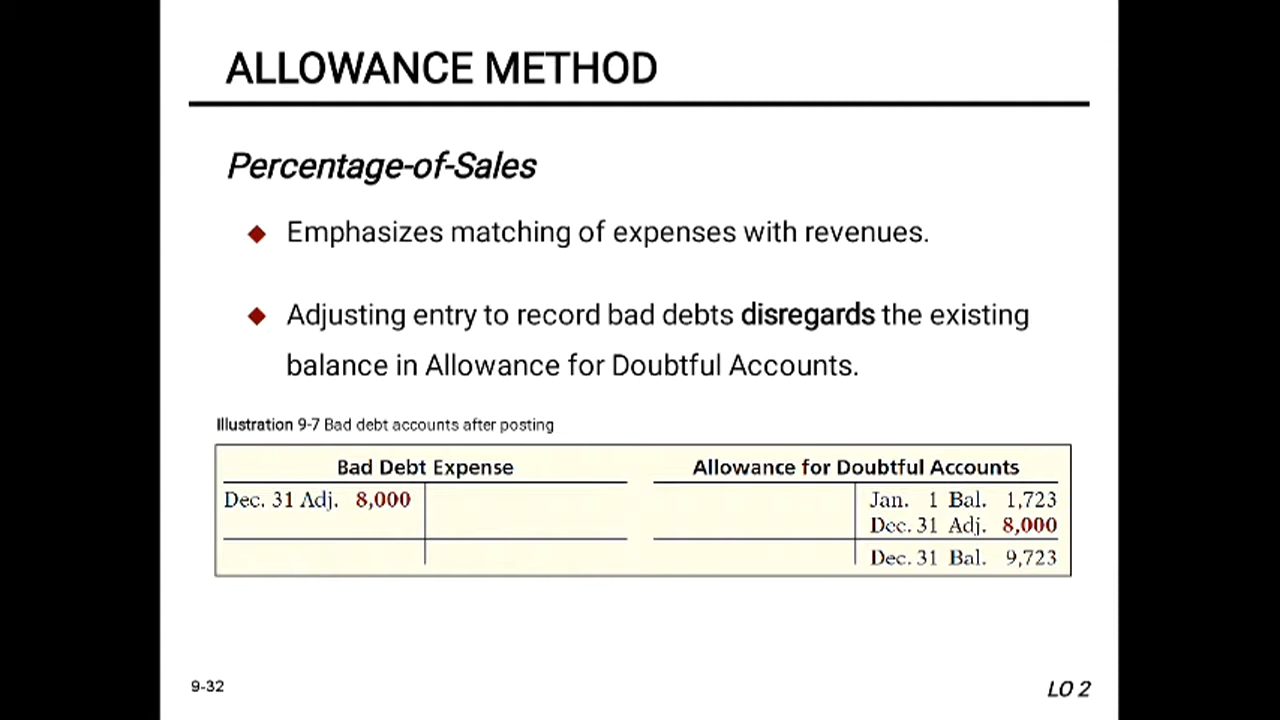 ALLOWANCE METHOD
Percentage-of-Sales
Emphasizes matching of expenses with revenues.
Adjusting entry to record bad debts disregards the existing
balance in Allowance for Doubtful Accounts.
Illustration 9-7 Bad debt accounts after posting
Bad Debt Expense
Dec. 31 Adj. 8,000
Allowance for Doubtful Accounts
Jan. 1 Bal. 1,723
Dec. 31 Adj. 8,000
Dec. 31 Bal. 9,723
9-32
LO 2